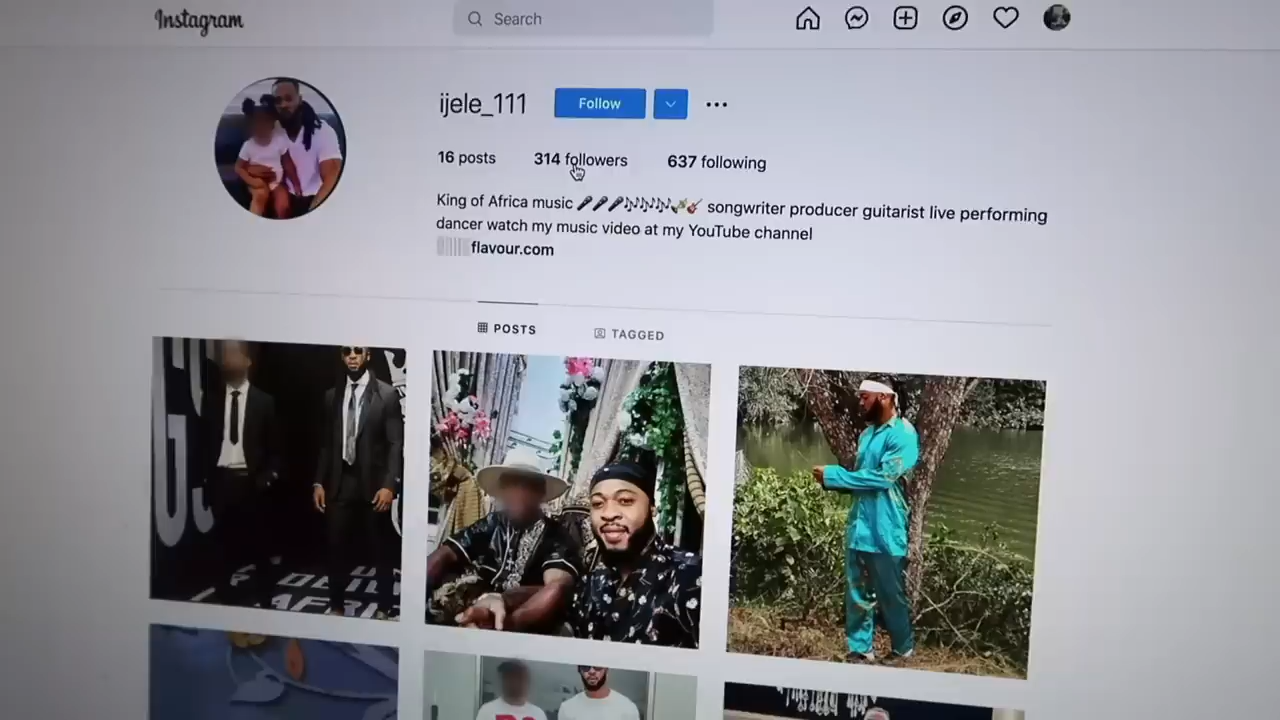 Instagram
Search
ijele_111
Follow
16 posts
314 followers
637 following
King of Africa music 🎤🎤🎤🎶🎶🎶🎸 songwriter producer guitarist live performing
dancer watch my music video at my YouTube channel
flavour.com
POSTS
TAGGED